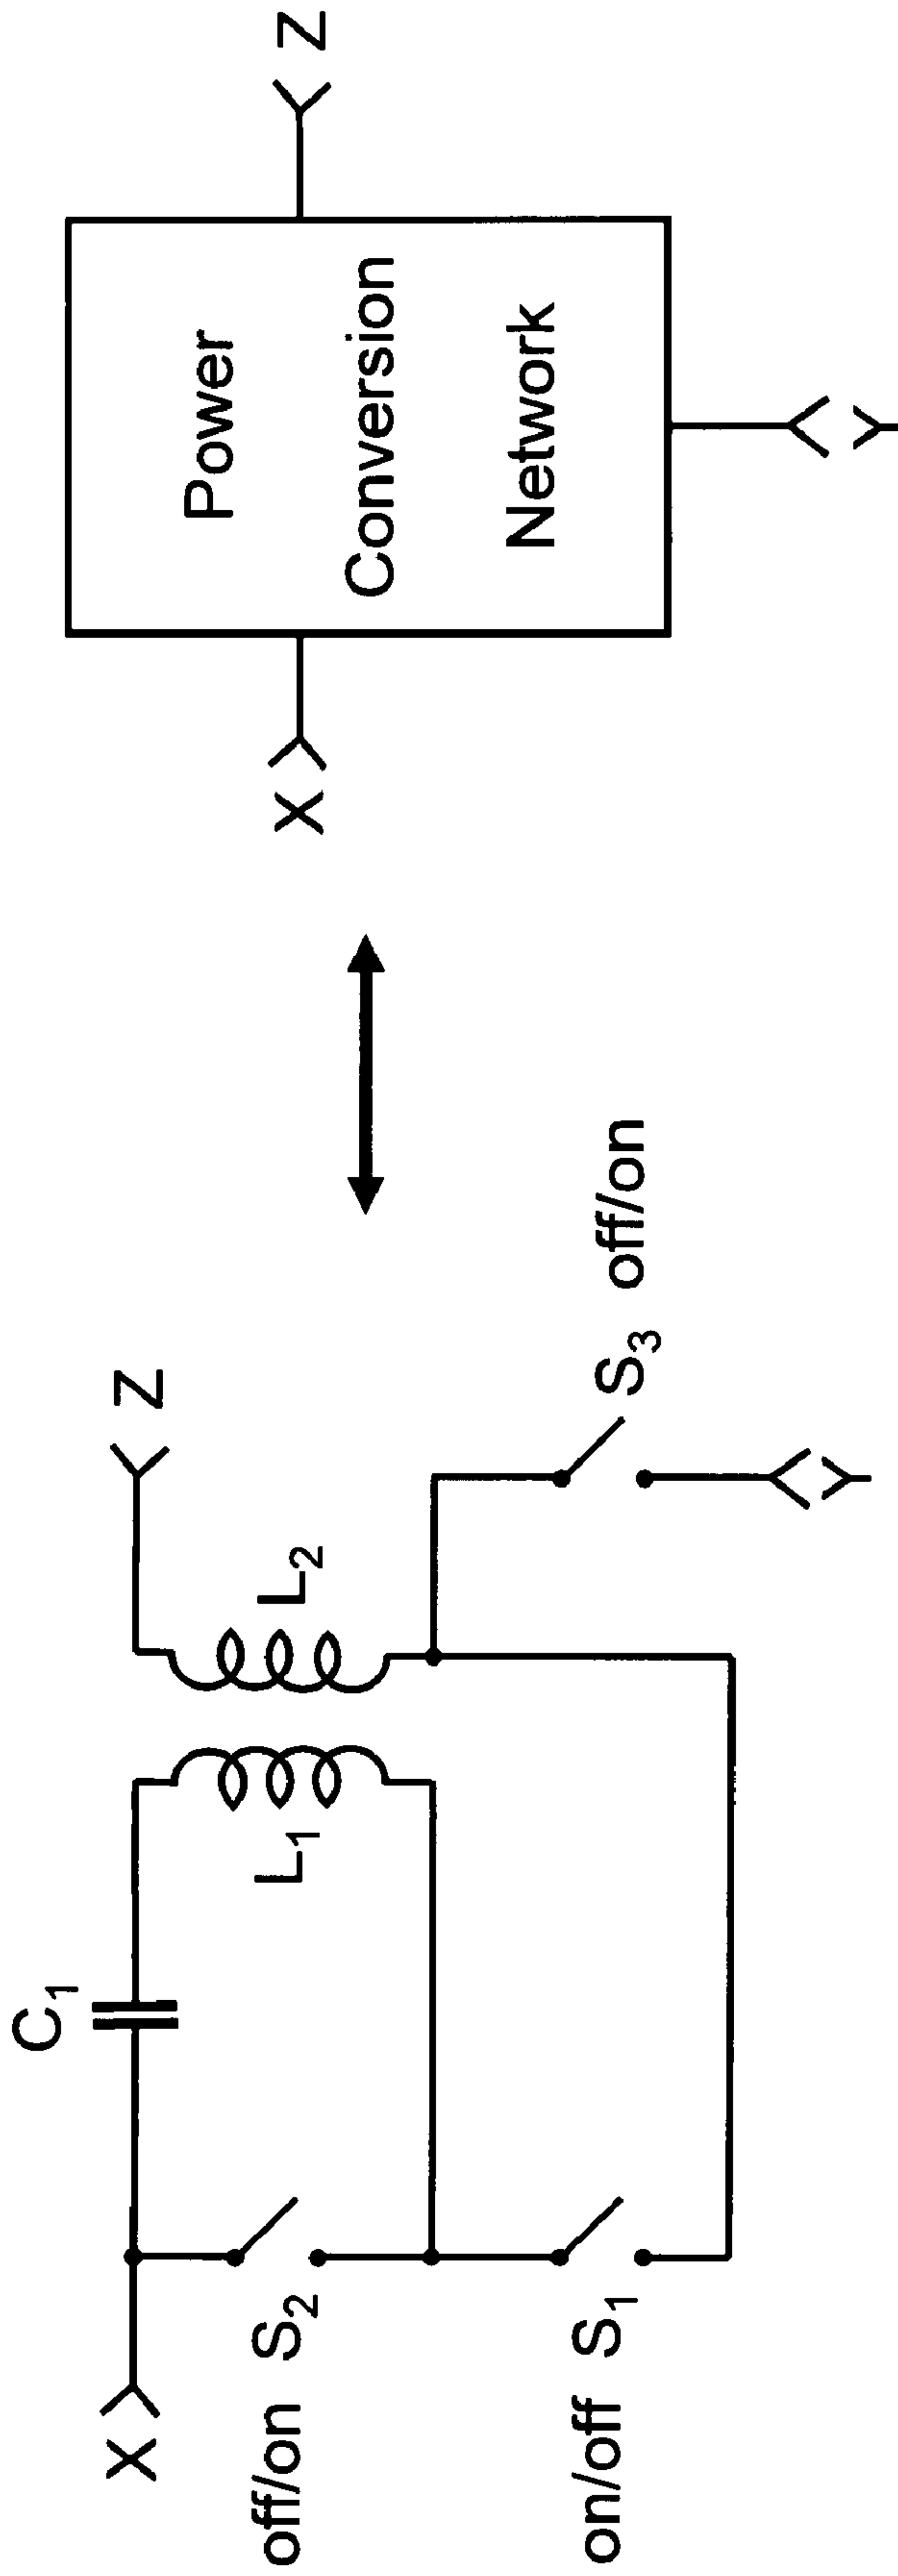 C₁
X
Z
L₁
L₂
off/on S₂
S₃ off/on
on/off S₁
Y
X
Z
Power
Conversion
Network
Y